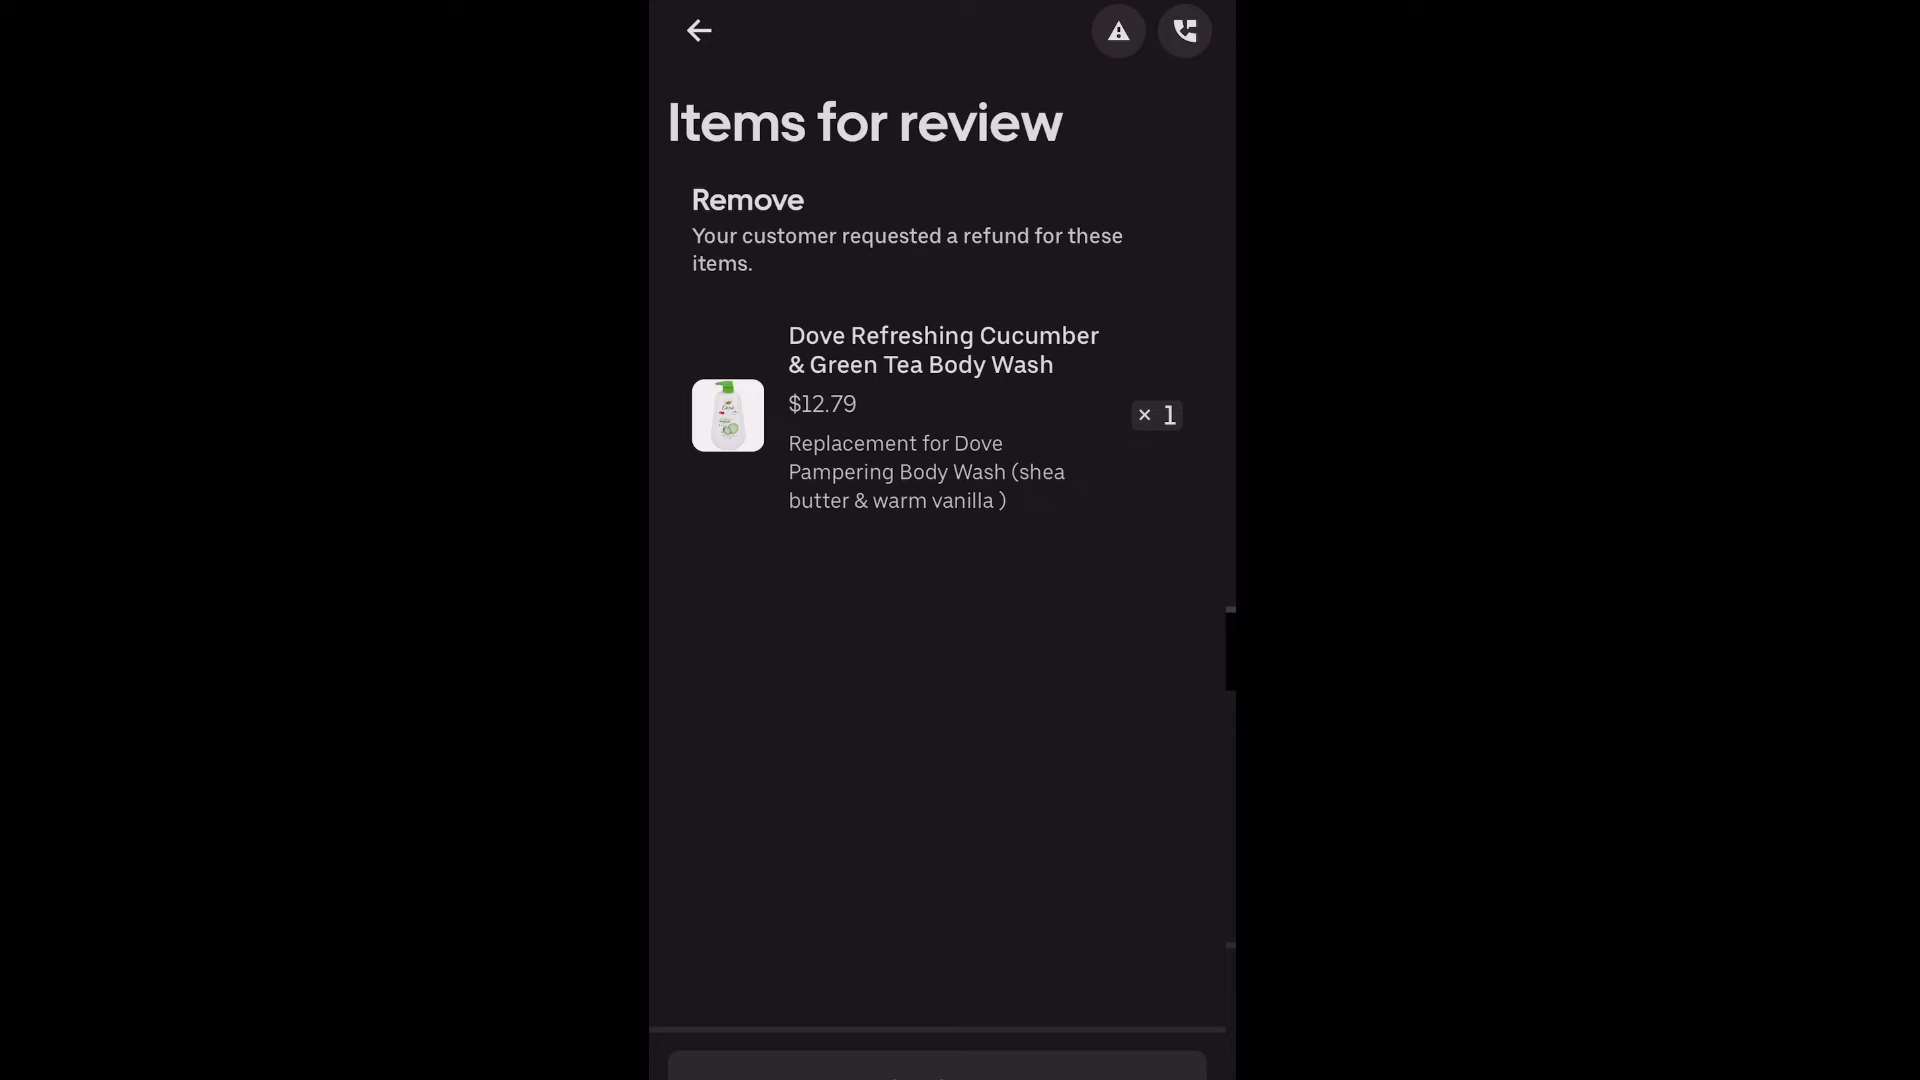 Items for review
Remove
Your customer requested a refund for these
items.
Dove Refreshing Cucumber
& Green Tea Body Wash
$12.79
× 1
Replacement for Dove
Pampering Body Wash (shea
butter & warm vanilla )